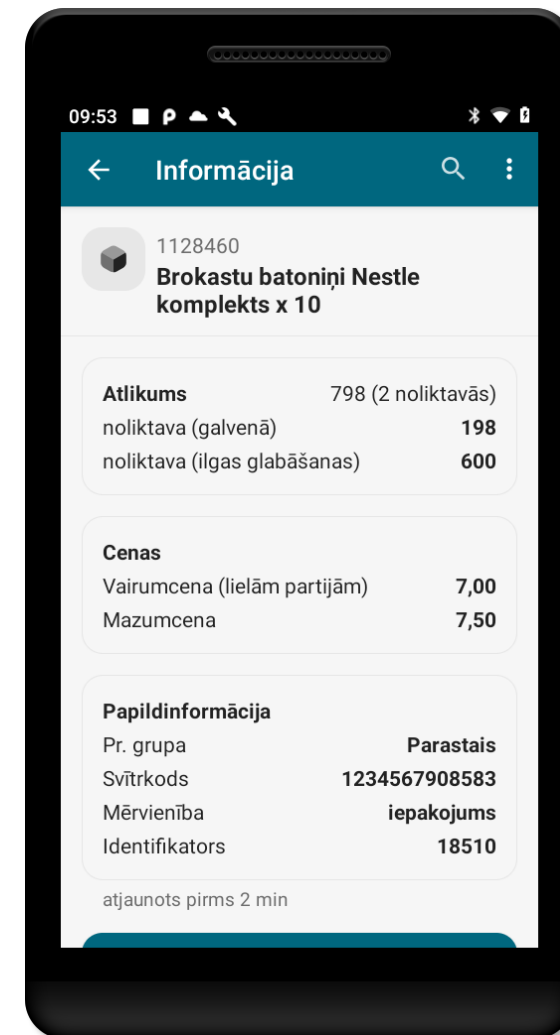 09:53
Informācija
1128460
Brokastu batoniņi Nestle
komplekts x 10
Atlikums 798 (2 noliktavās)
noliktava (galvenā) 198
noliktava (ilgas glabāšanas) 600
Cenas
Vairumcena (lielām partijām) 7,00
Mazumcena 7,50
Papildinformācija
Pr. grupa Parastais
Svītrkods 1234567908583
Mērvienība iepakojums
Identifikators 18510
atjaunots pirms 2 min